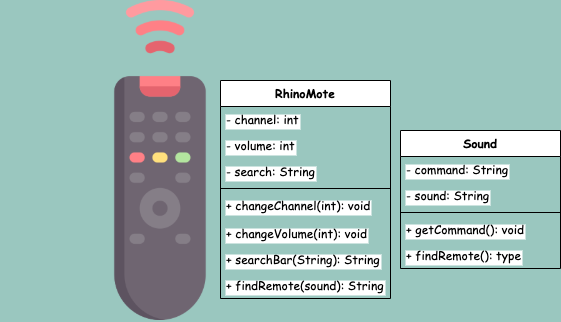 RhinoMote
- channel: int
- volume: int
- search: String
+ changeChannel(int): void
+ changeVolume(int): void
+ searchBar(String): String
+ findRemote(sound): String
Sound
- command: String
- sound: String
+ getCommand(): void
+ findRemote(): type